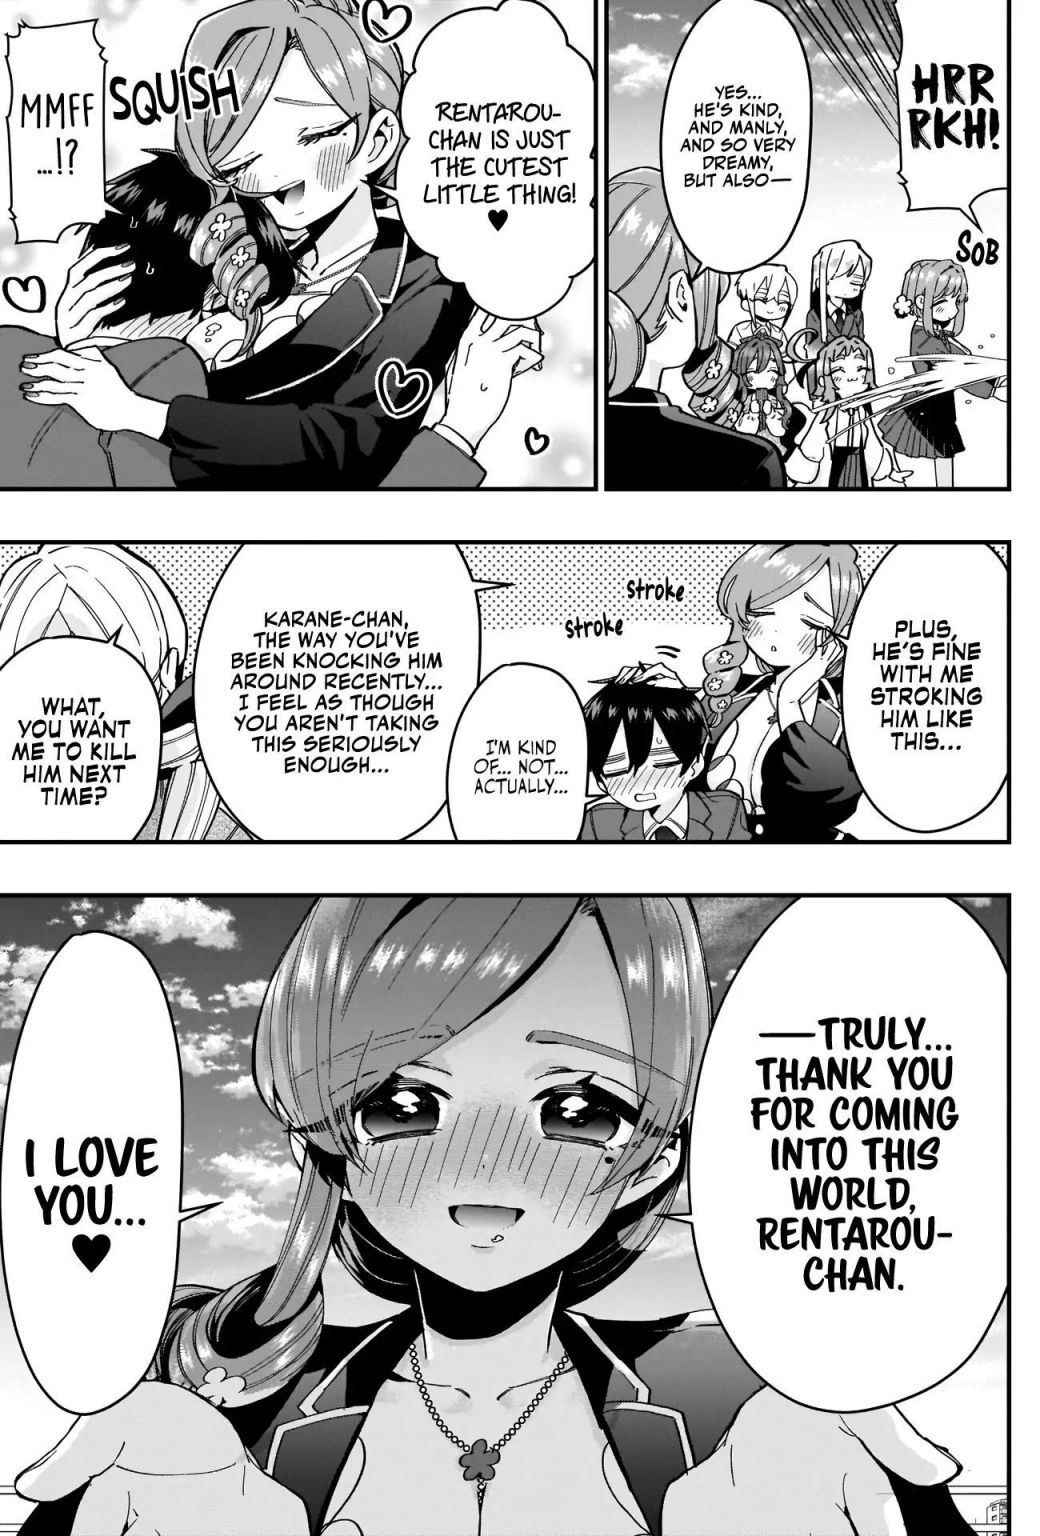 HRR
RKH!
YES...
HE'S KIND,
AND MANLY,
AND SO VERY
DREAMY,
BUT ALSO—
SOB
RENTAROU-
CHAN IS JUST
THE CUTEST
LITTLE THING!
♥
SQUISH
MMFF
...!?
PLUS,
HE'S FINE
WITH ME
STROKING
HIM LIKE
THIS...
stroke
stroke
I'M KIND
OF... NOT...
ACTUALLY...
KARANE-CHAN,
THE WAY YOU'VE
BEEN KNOCKING HIM
AROUND RECENTLY...
I FEEL AS THOUGH
YOU AREN'T TAKING
THIS SERIOUSLY
ENOUGH...
WHAT,
YOU WANT
ME TO KILL
HIM NEXT
TIME?
—TRULY...
THANK YOU
FOR COMING
INTO THIS
WORLD,
RENTAROU-
CHAN.
I LOVE
YOU...
♥